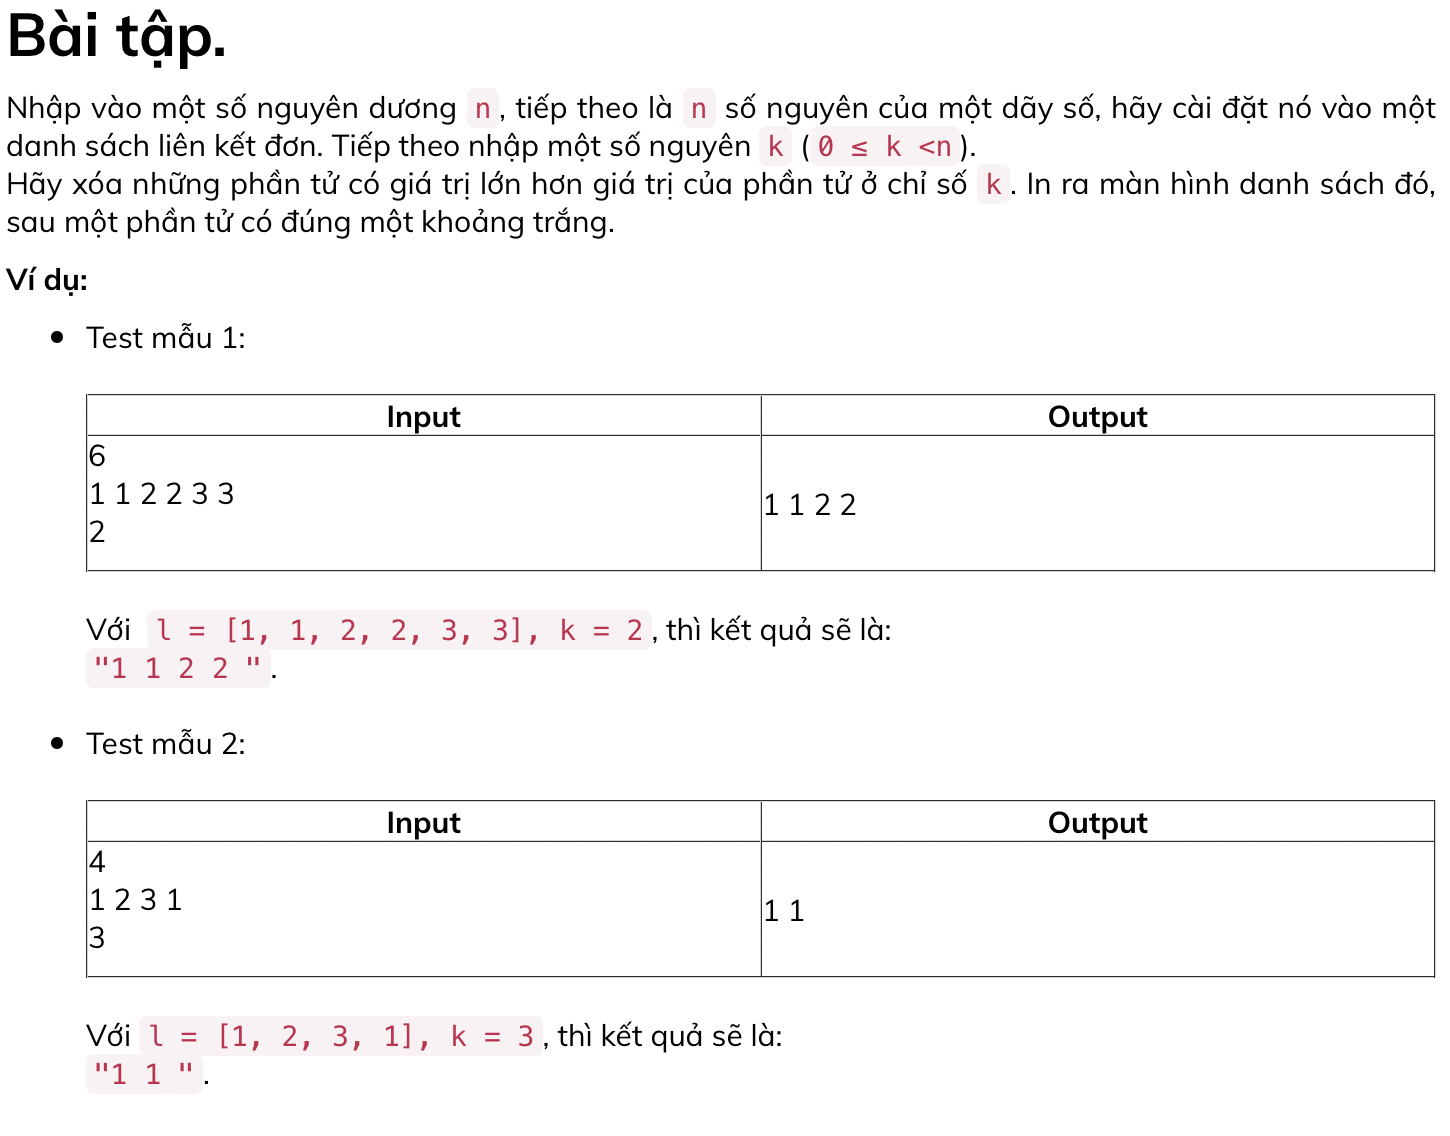 Bài tập.
Nhập vào một số nguyên dương n, tiếp theo là n số nguyên của một dãy số, hãy cài đặt nó vào một
danh sách liên kết đơn. Tiếp theo nhập một số nguyên k (0 ≤ k <n).
Hãy xóa những phần tử có giá trị lớn hơn giá trị của phần tử ở chỉ số k. In ra màn hình danh sách đó,
sau một phần tử có đúng một khoảng trắng.
Ví dụ:
• Test mẫu 1:
Input Output
6
1 1 2 2 3 3
1 1 2 2
2
Với l = [1, 1, 2, 2, 3, 3], k = 2, thì kết quả sẽ là:
"1 1 2 2 ".
• Test mẫu 2:
Input Output
4
1 2 3 1
1 1
3
Với l = [1, 2, 3, 1], k = 3, thì kết quả sẽ là:
"1 1 ".